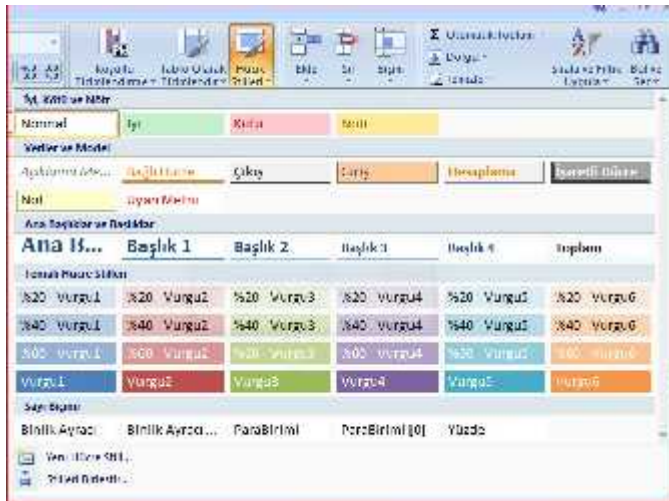 Σ Otomatik Toplam
Dolgu
Temizle
Koşullu Tablo Olarak Hücre Ekle Sil Biçim Sırala ve Filtre Bul ve
Biçimlendirme Biçimlendir Stilleri Uygula Seç
İyi, Kötü ve Nötr
Normal İyi Kötü Nötr
Veriler ve Model
Açıklama Me... Bağlı Hücre Çıkış Giriş Hesaplama İşaretli Hücre
Not Uyarı Metni
Ana Başlıklar ve Başlıklar
Ana B... Başlık 1 Başlık 2 Başlık 3 Başlık 4 Toplam
Temalı Hücre Stilleri
%20 Vurgu1 %20 Vurgu2 %20 Vurgu3 %20 Vurgu4 %20 Vurgu5 %20 Vurgu6
%40 Vurgu1 %40 Vurgu2 %40 Vurgu3 %40 Vurgu4 %40 Vurgu5 %40 Vurgu6
%60 Vurgu1 %60 Vurgu2 %60 Vurgu3 %60 Vurgu4 %60 Vurgu5 %60 Vurgu6
Vurgu1 Vurgu2 Vurgu3 Vurgu4 Vurgu5 Vurgu6
Sayı Biçimi
Binlik Ayracı Binlik Ayracı ... ParaBirimi ParaBirimi [0] Yüzde
Yeni Hücre Stili...
Stilleri Birleştir...